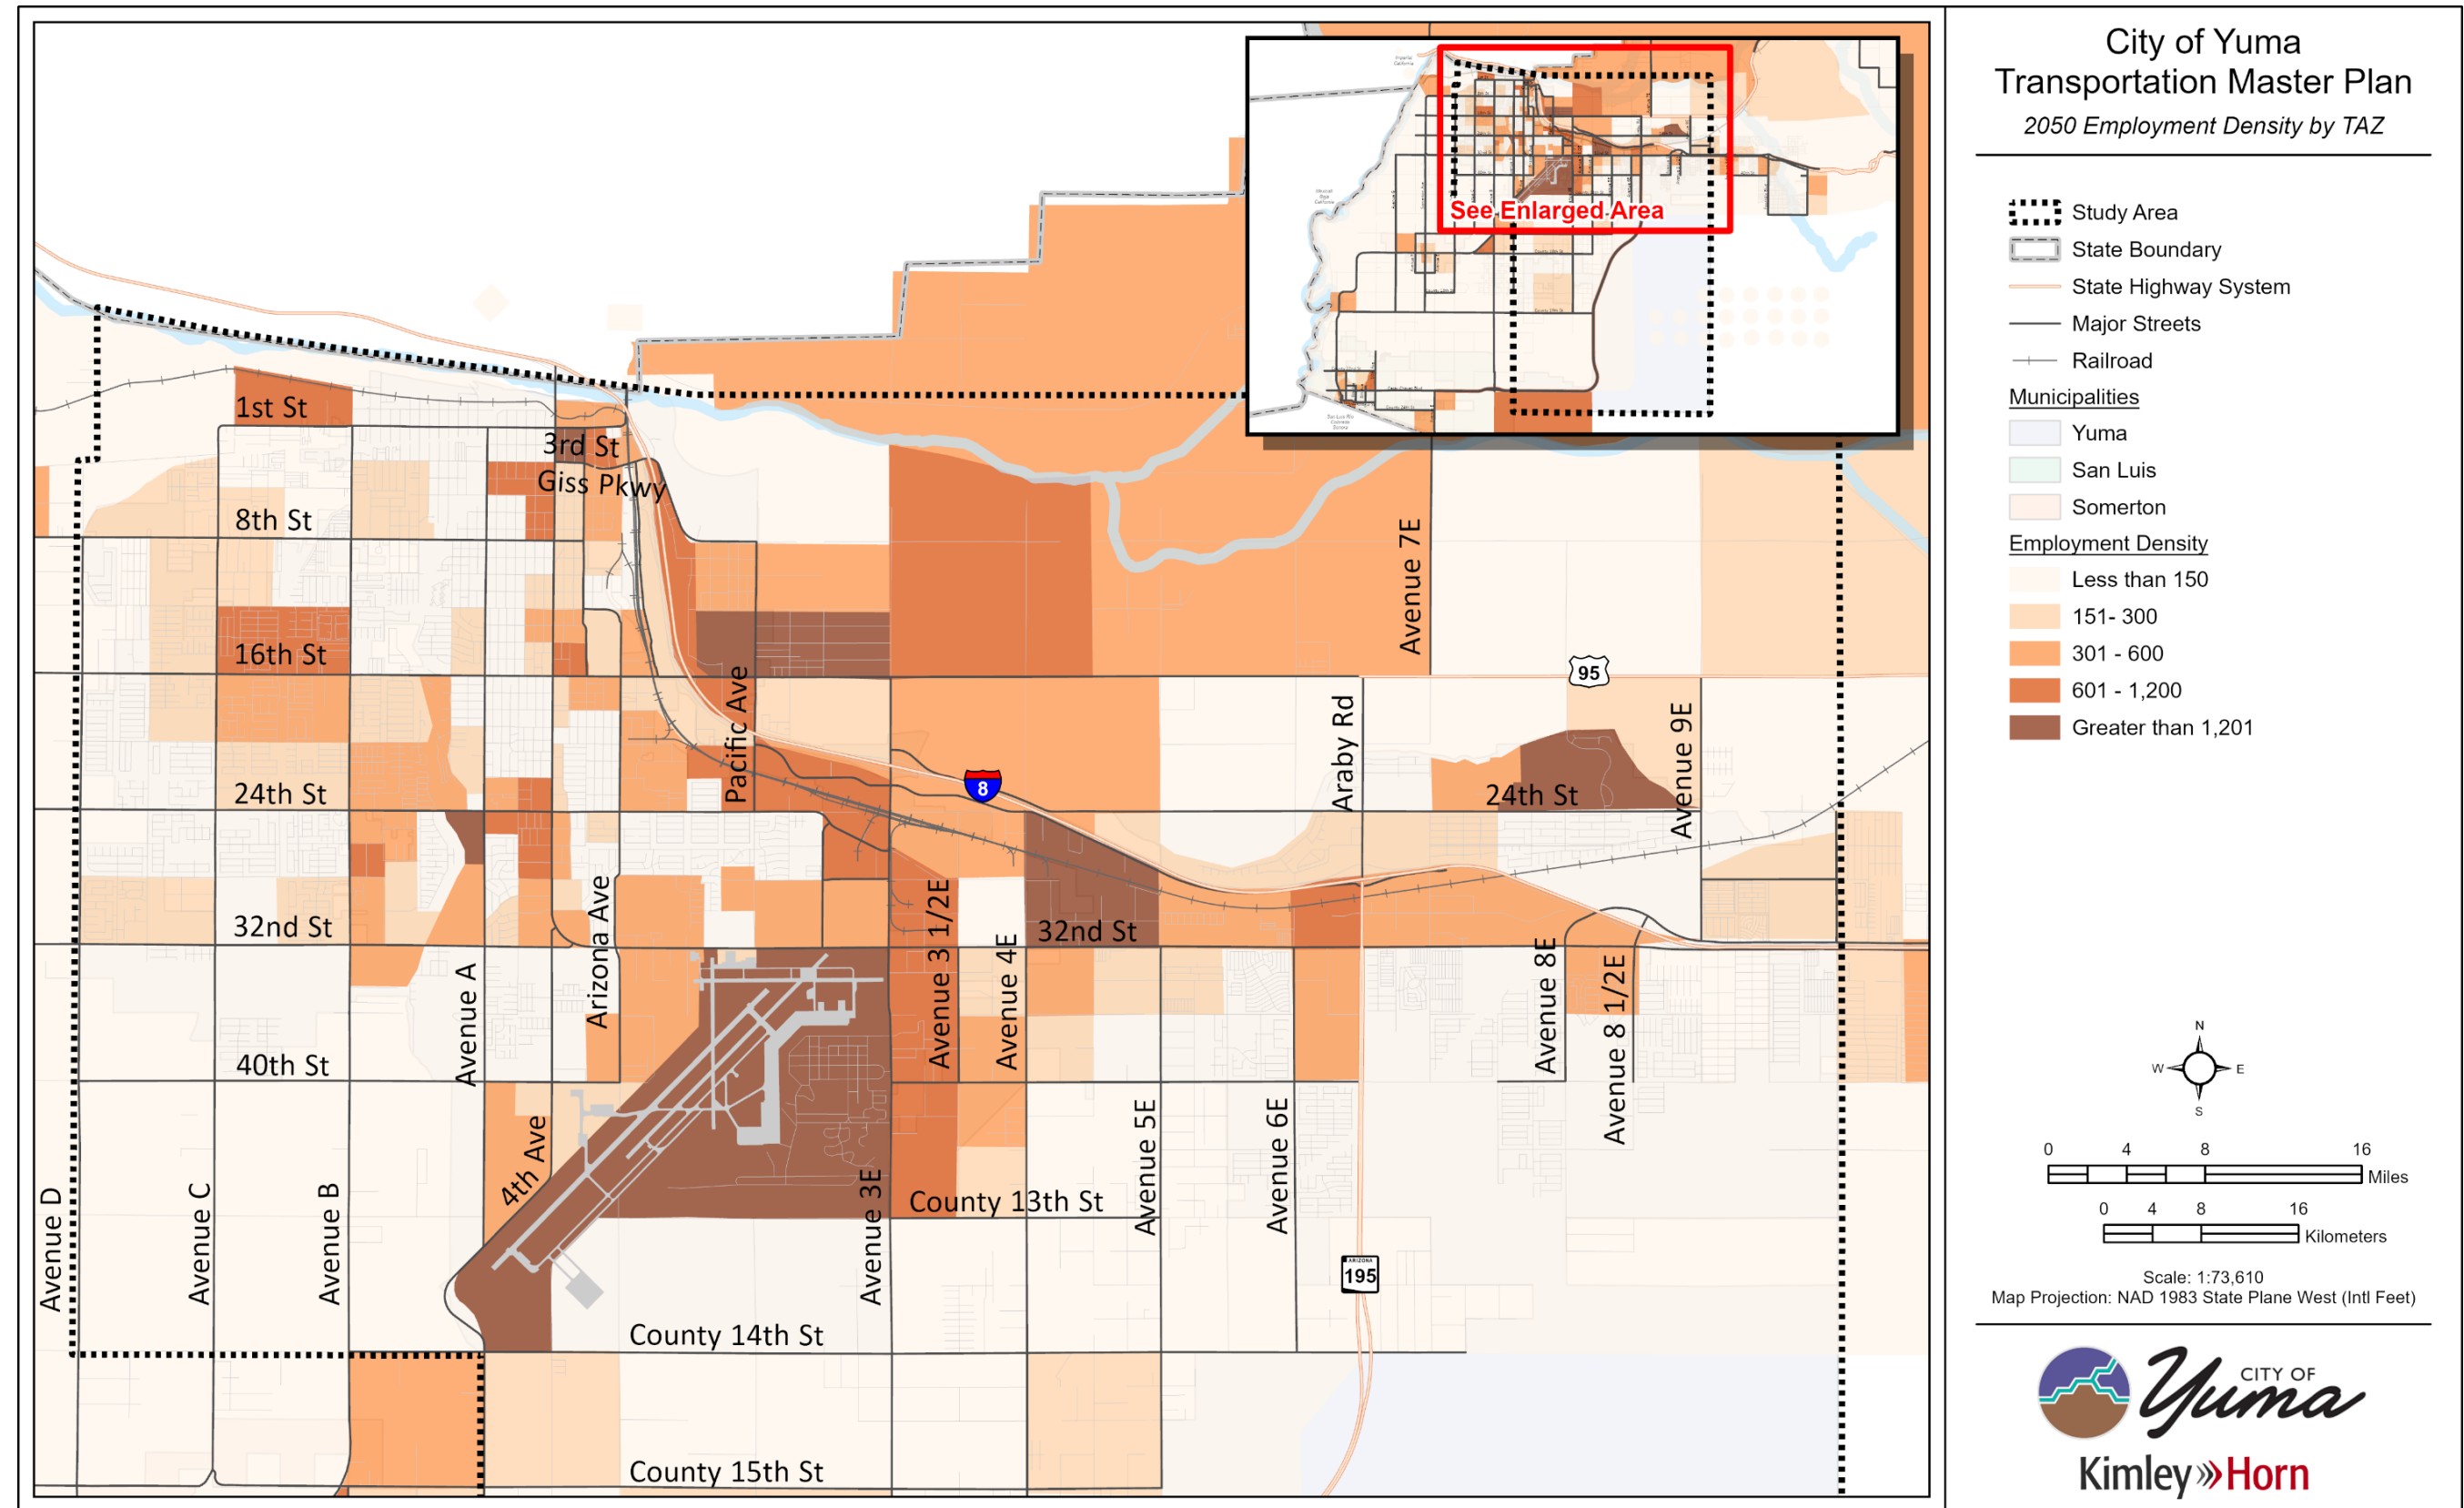 City of Yuma
Transportation Master Plan
2050 Employment Density by TAZ
Study Area
State Boundary
State Highway System
Major Streets
Railroad
Municipalities
Yuma
San Luis
Somerton
Employment Density
Less than 150
151- 300
301 - 600
601 - 1,200
Greater than 1,201
N
W E
S
0 4 8 16
Miles
0 4 8 16
Kilometers
Scale: 1:73,610
Map Projection: NAD 1983 State Plane West (Intl Feet)
CITY OF
Yuma
Kimley»Horn
See Enlarged Area
1st St
3rd St
Giss Pkwy
8th St
16th St
24th St
32nd St
40th St
Avenue D
Avenue C
Avenue B
Avenue A
4th Ave
Arizona Ave
Pacific Ave
Avenue 3E
Avenue 3 1/2E
Avenue 4E
Avenue 5E
Avenue 6E
Araby Rd
Avenue 7E
Avenue 8E
Avenue 8 1/2E
Avenue 9E
24th St
32nd St
County 13th St
County 14th St
County 15th St
8
95
ARIZONA
195